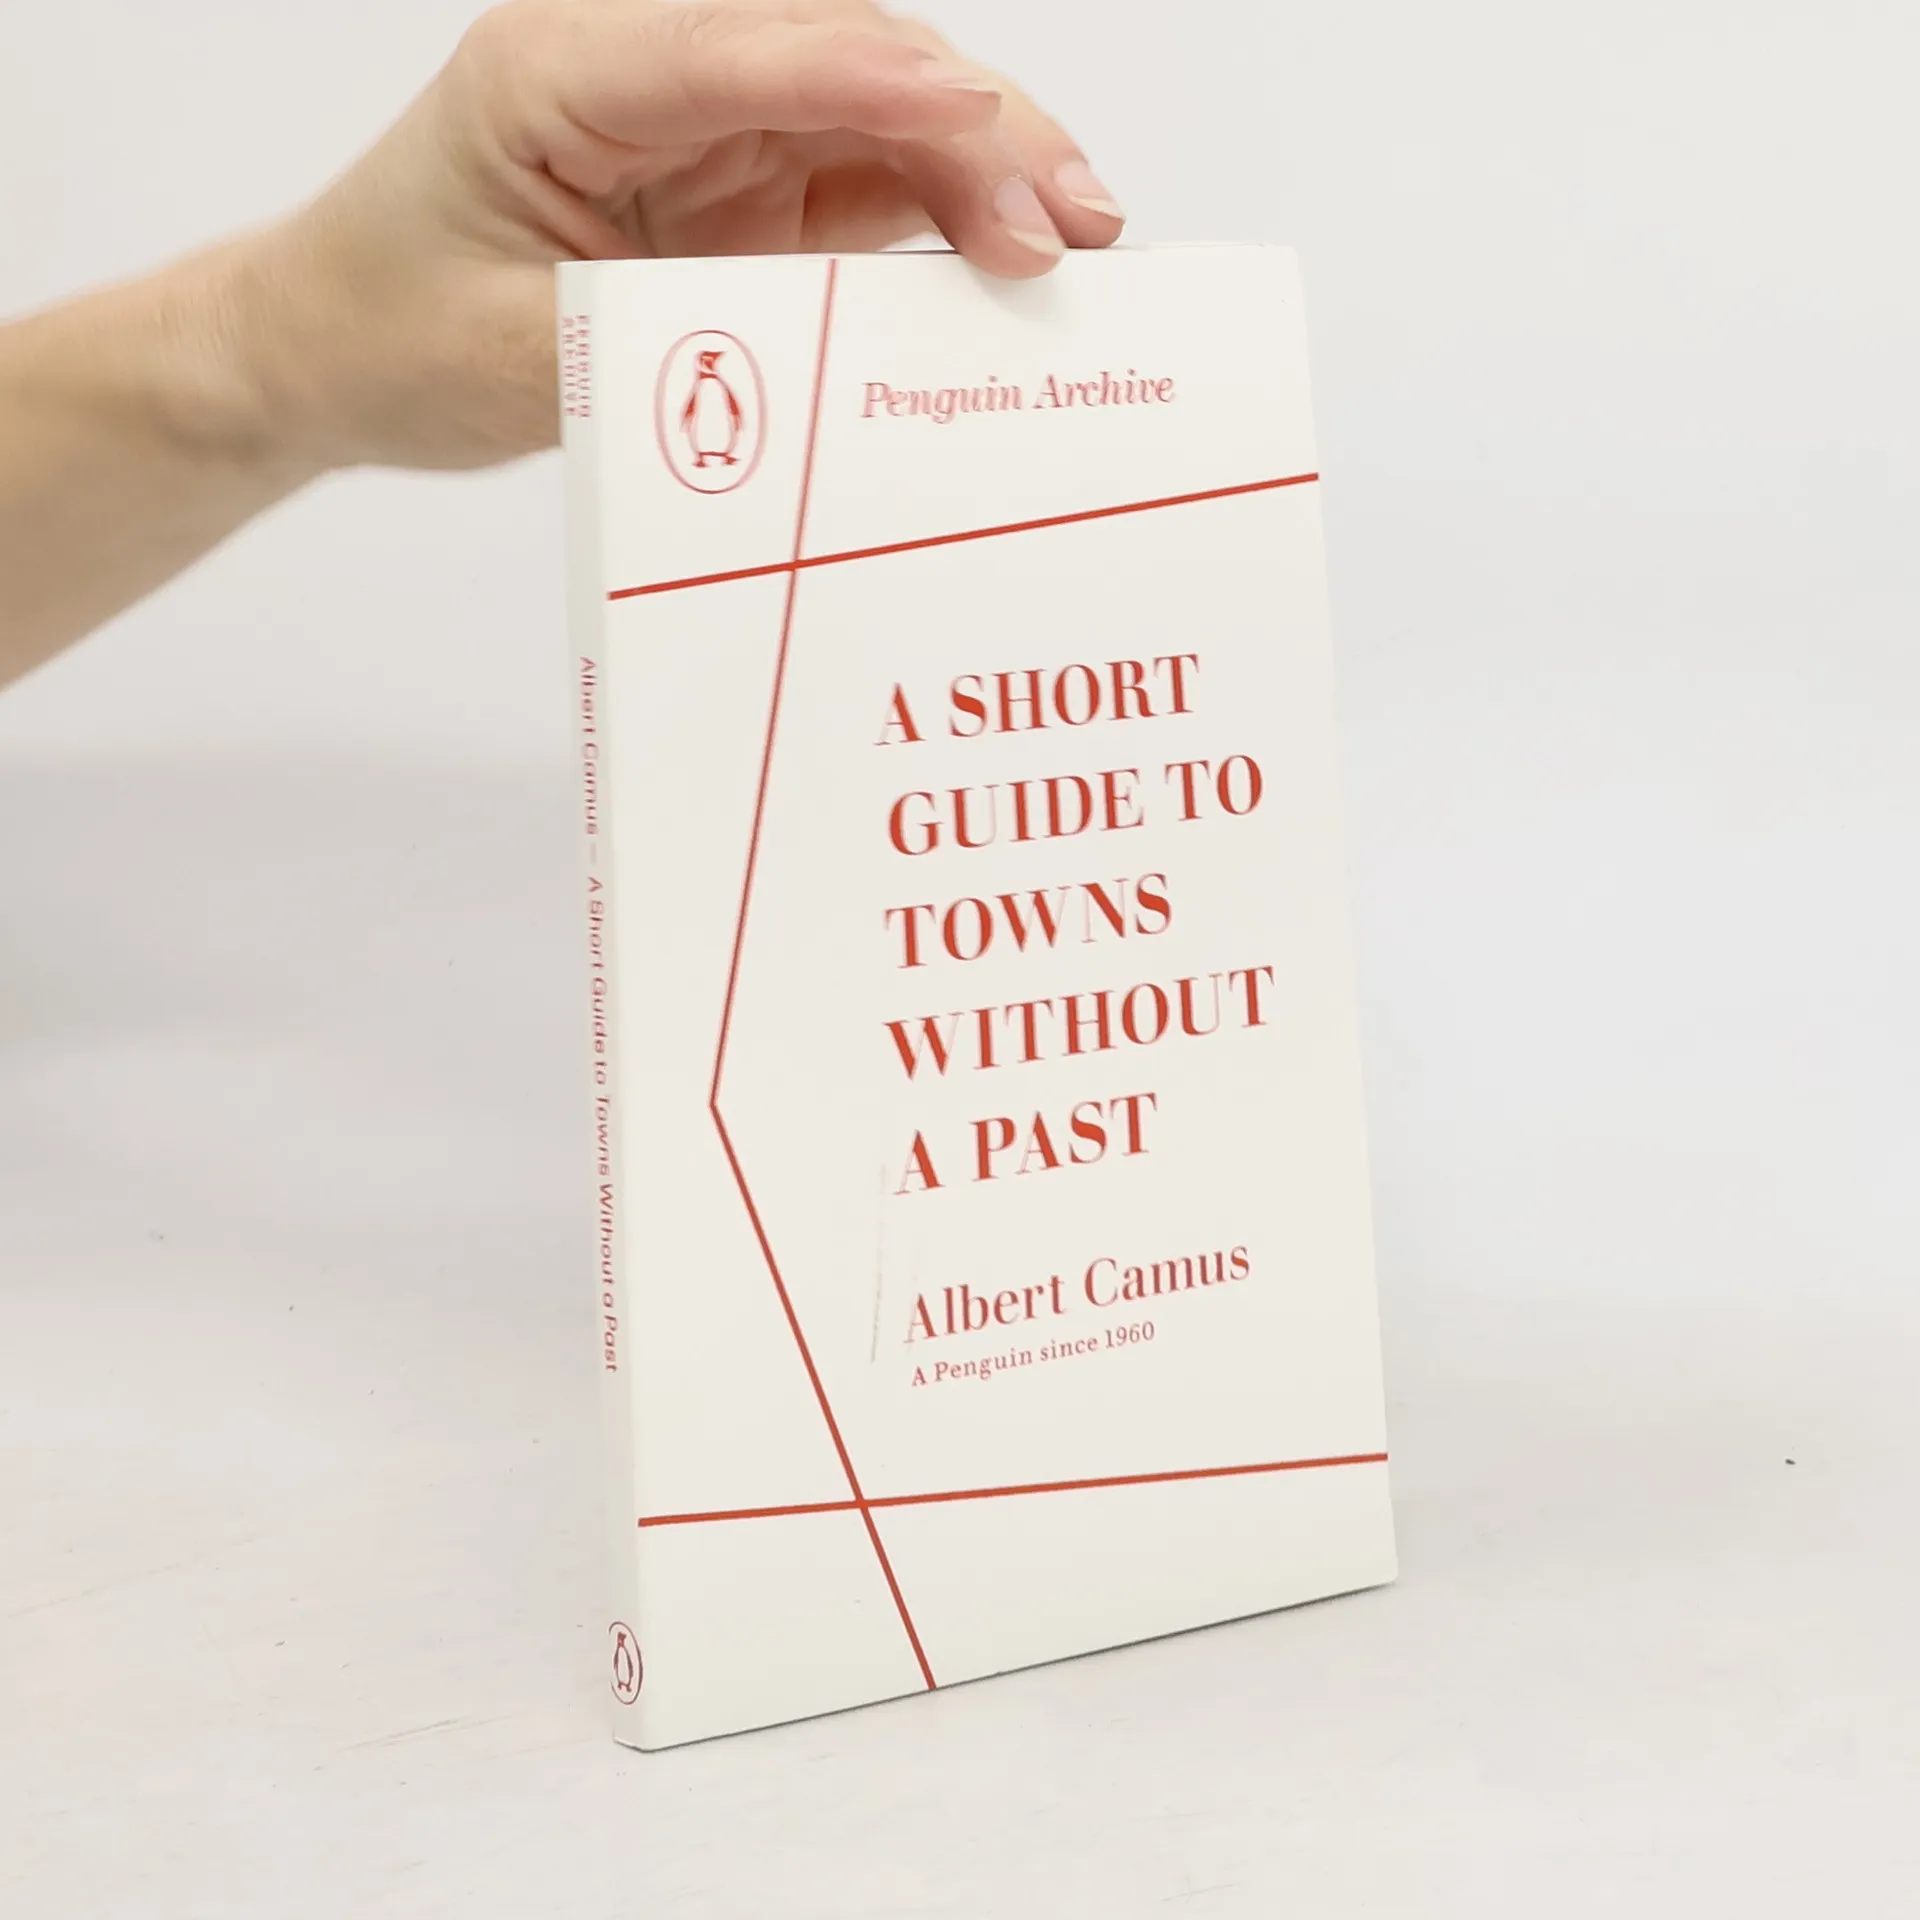 PENGUIN
ARCHIVE
Albert Camus — A Short Guide to Towns Without a Past
Penguin Archive
A SHORT
GUIDE TO
TOWNS
WITHOUT
A PAST
Albert Camus
A Penguin since 1960